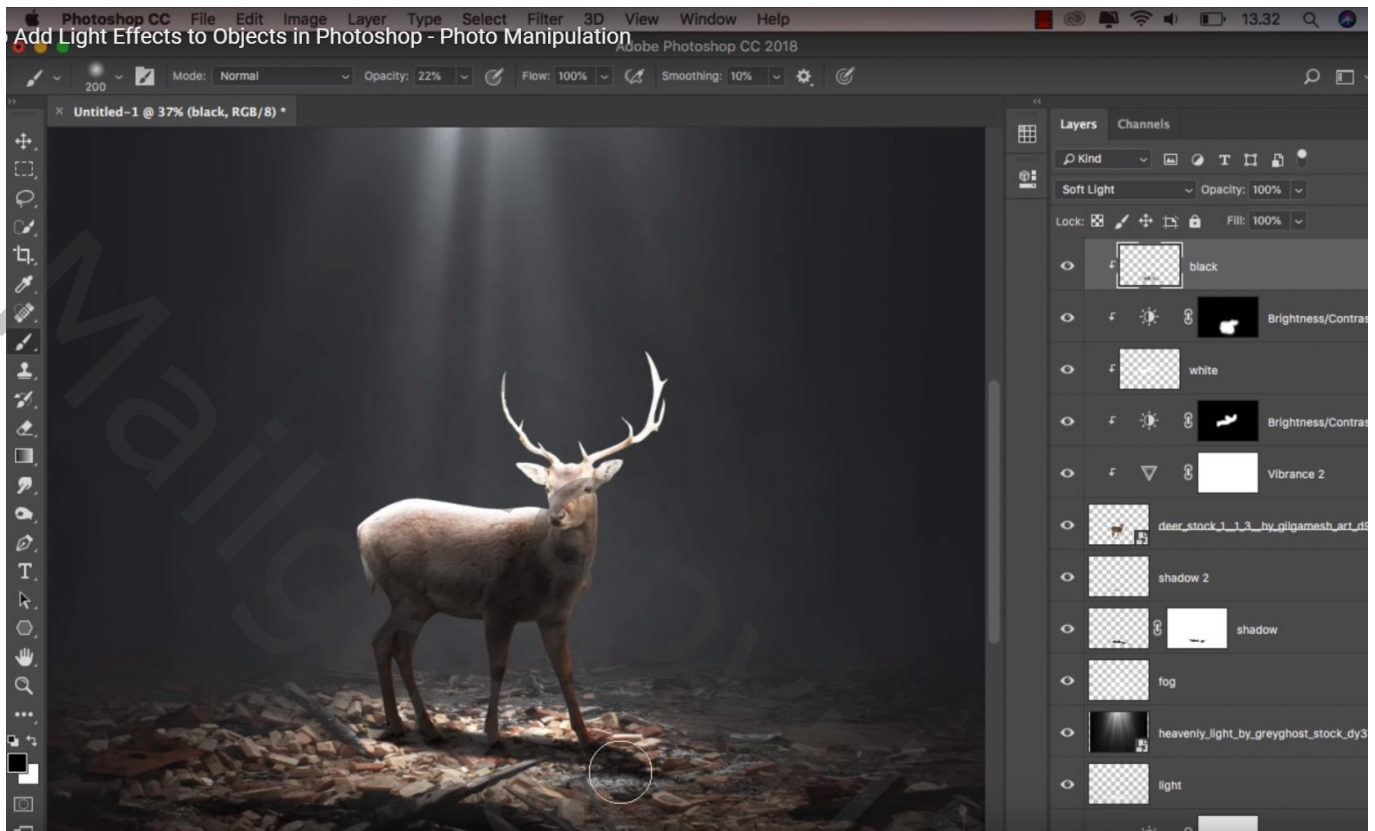 Photoshop CC File Edit Image Layer Type Select Filter 3D View Window Help 13.32
Add Light Effects to Objects in Photoshop - Photo Manipulation
Adobe Photoshop CC 2018
200 Mode: Normal Opacity: 22% Flow: 100% Smoothing: 10%
Untitled-1 @ 37% (black, RGB/8) *
Layers Channels
Kind
Soft Light Opacity: 100%
Lock: Fill: 100%
black
Brightness/Contras
white
Brightness/Contras
Vibrance 2
deer_stock_1__1_3__by_gilgamesh_art_d9
shadow 2
shadow
fog
heavenly_light_by_greyghost_stock_dy3
light